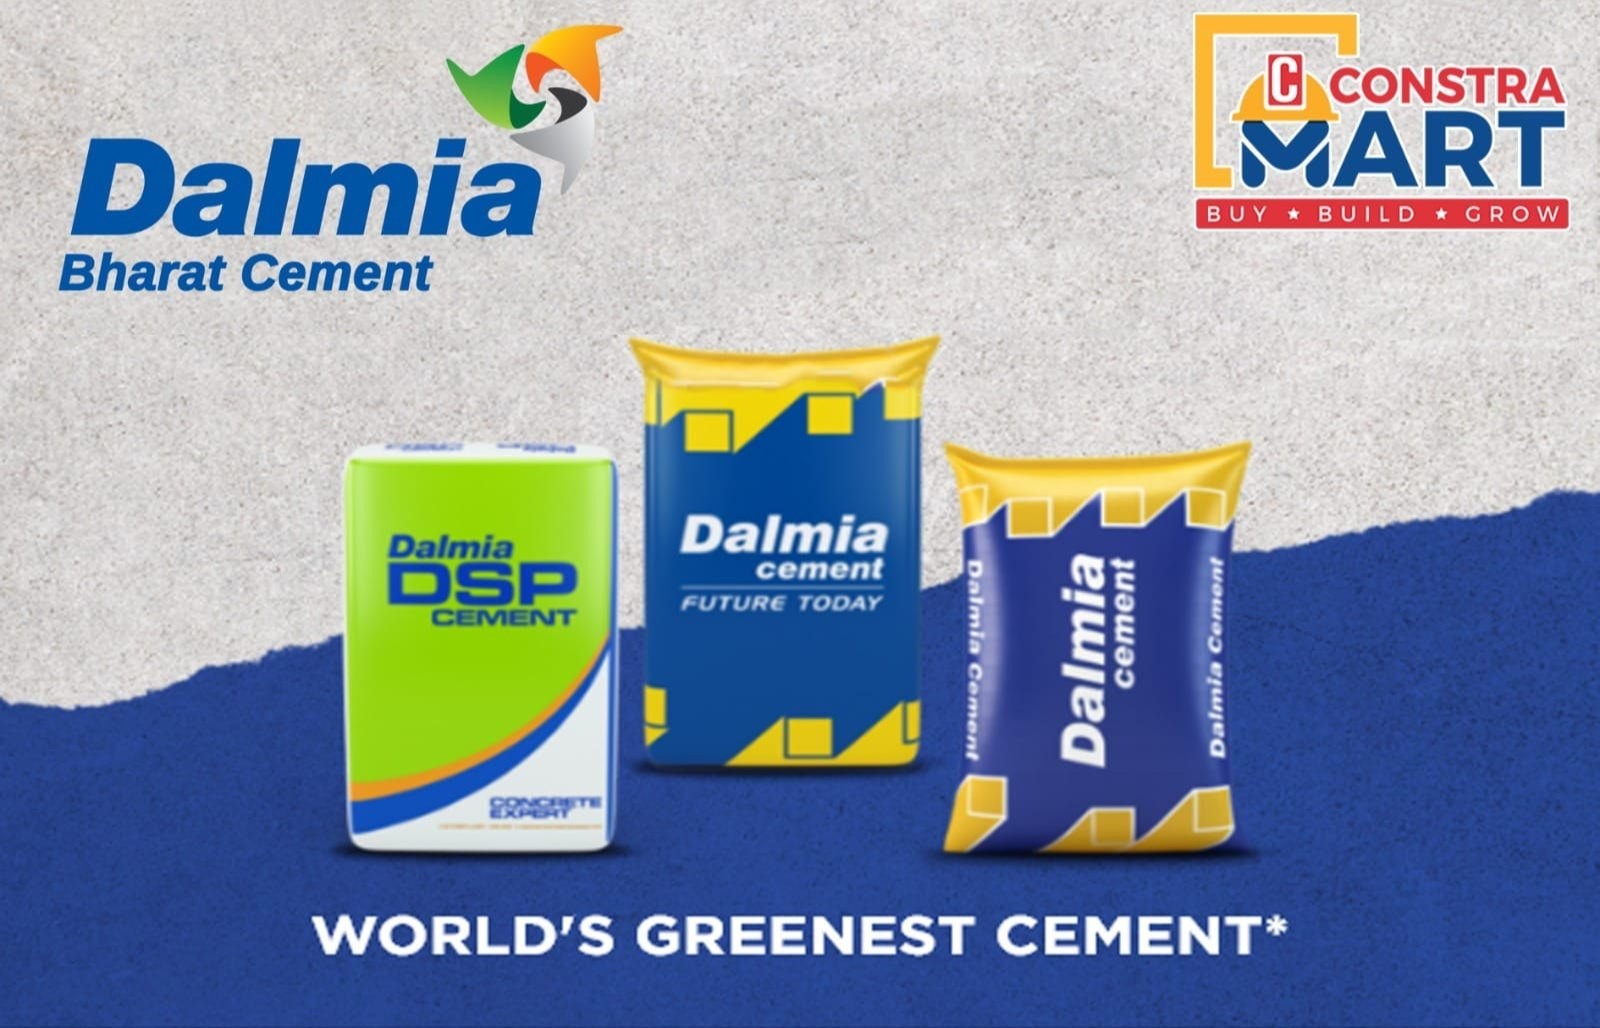 Dalmia
Bharat Cement
C CONSTRA
MART
BUY ★ BUILD ★ GROW
Dalmia
DSP
CEMENT
CONCRETE
EXPERT
Dalmia
cement
FUTURE TODAY
Dalmia Cement
Dalmia
cement
Dalmia Cement
WORLD'S GREENEST CEMENT*